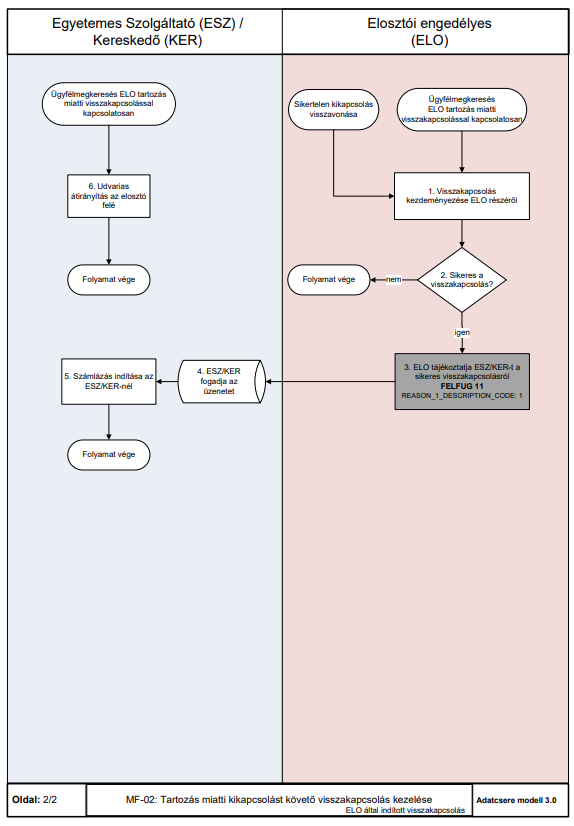 Egyetemes Szolgáltató (ESZ) /
Kereskedő (KER)
Elosztói engedélyes
(ELO)
Ügyfélmegkeresés ELO tartozás
miatti visszakapcsolással
kapcsolatosan
Sikertelen kikapcsolás
visszavonása
Ügyfélmegkeresés
ELO tartozás miatti
visszakapcsolással kapcsolatosan
6. Udvarias
átirányítás az elosztó
felé
1. Visszakapcsolás
kezdeményezése ELO részéről
Folyamat vége
Folyamat vége
nem
2. Sikeres a
visszakapcsolás?
igen
5. Számlázás indítása az
ESZ/KER-nél
4. ESZ/KER
fogadja az
üzenetet
3. ELO tájékoztatja ESZ/KER-t a
sikeres visszakapcsolásról
FELFUG 11
REASON_1_DESCRIPTION_CODE: 1
Folyamat vége
Oldal: 2/2
MF-02: Tartozás miatti kikapcsolást követő visszakapcsolás kezelése
ELO által indított visszakapcsolás
Adatcsere modell 3.0